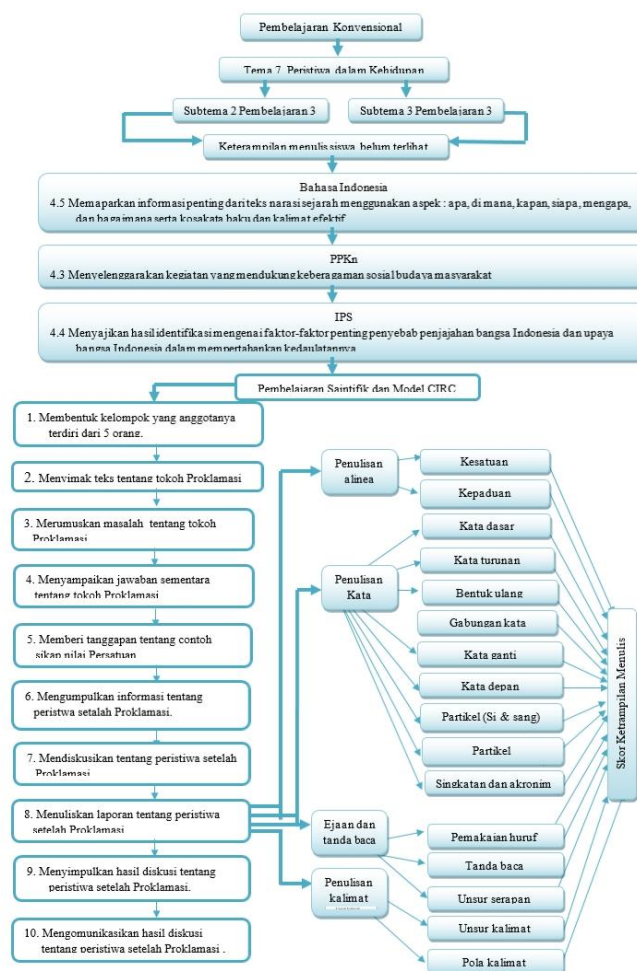 Pembelajaran Konvensional
Tema 7 Peristiwa dalam Kehidupan
Subtema 2 Pembelajaran 3
Subtema 3 Pembelajaran 3
Keterampilan menulis siswa belum terlihat
Bahasa Indonesia
4.5 Memaparkan informasi penting dari teks narasi sejarah menggunakan aspek : apa, di mana, kapan, siapa, mengapa,
dan bagaimana serta kosakata baku dan kalimat efektif
PPKn
4.3 Menyelenggarakan kegiatan yang mendukung keberagaman sosial budaya masyarakat
IPS
4.4 Menyajikan hasil identifikasi mengenai faktor-faktor penting penyebab penjajahan bangsa Indonesia dan upaya
bangsa Indonesia dalam mempertahankan kedaulatannya
Pembelajaran Saintifik dan Model CIRC
1. Membentuk kelompok yang anggotanya
terdiri dari 5 orang.
2. Menyimak teks tentang tokoh Proklamasi
3. Merumuskan masalah tentang tokoh
Proklamasi
4. Menyampaikan jawaban sementara
tentang tokoh Proklamasi
5. Memberi tanggapan tentang contoh
sikap nilai Persatuan
6. Mengumpulkan informasi tentang
peristwa setalah Proklamasi.
7. Mendiskusikan tentang peristiwa setelah
Proklamasi
8. Menuliskan laporan tentang peristiwa
setelah Proklamasi
9. Menyimpulkan hasil diskusi tentang
peristiwa setelah Proklamasi.
10. Mengomunikasikan hasil diskusi
tentang peristiwa setelah Proklamasi .
Penulisan
alinea
Kesatuan
Kepaduan
Penulisan
Kata
Kata dasar
Kata turunan
Bentuk ulang
Gabungan kata
Kata ganti
Kata depan
Partikel (Si & sang)
Partikel
Singkatan dan akronim
Ejaan dan
tanda baca
Pemakaian huruf
Tanda baca
Unsur serapan
Penulisan
kalimat
Unsur kalimat
Pola kalimat
Skor Ketrampilan Menulis